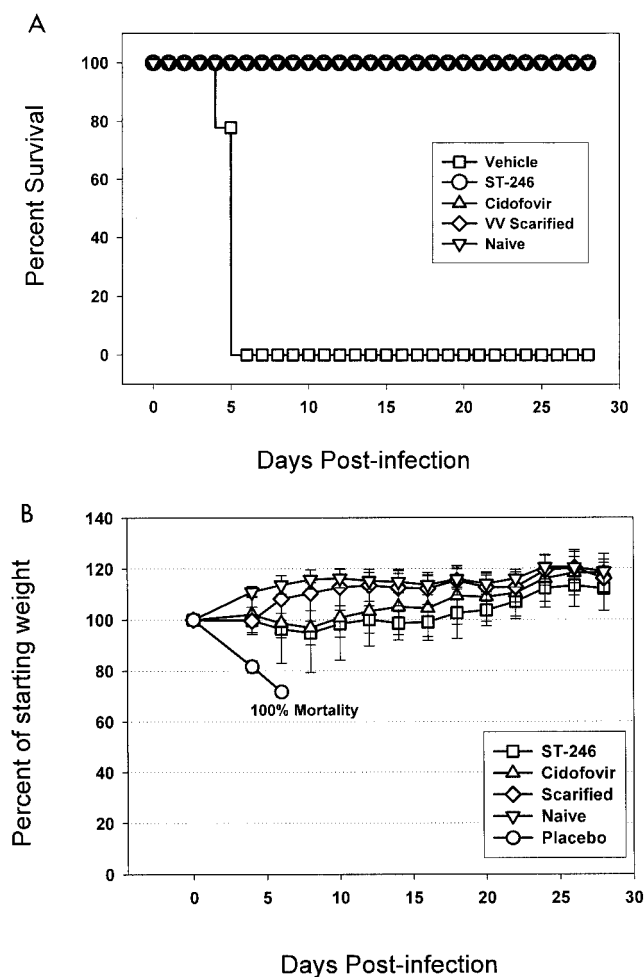 A
Percent Survival
100
80
60
40
20
0
Vehicle
ST-246
Cidofovir
VV Scarified
Naive
0 5 10 15 20 25 30
Days Post-infection
B
Percent of starting weight
140
120
100
80
60
40
20
0
100% Mortality
ST-246
Cidofovir
Scarified
Naive
Placebo
0 5 10 15 20 25 30
Days Post-infection